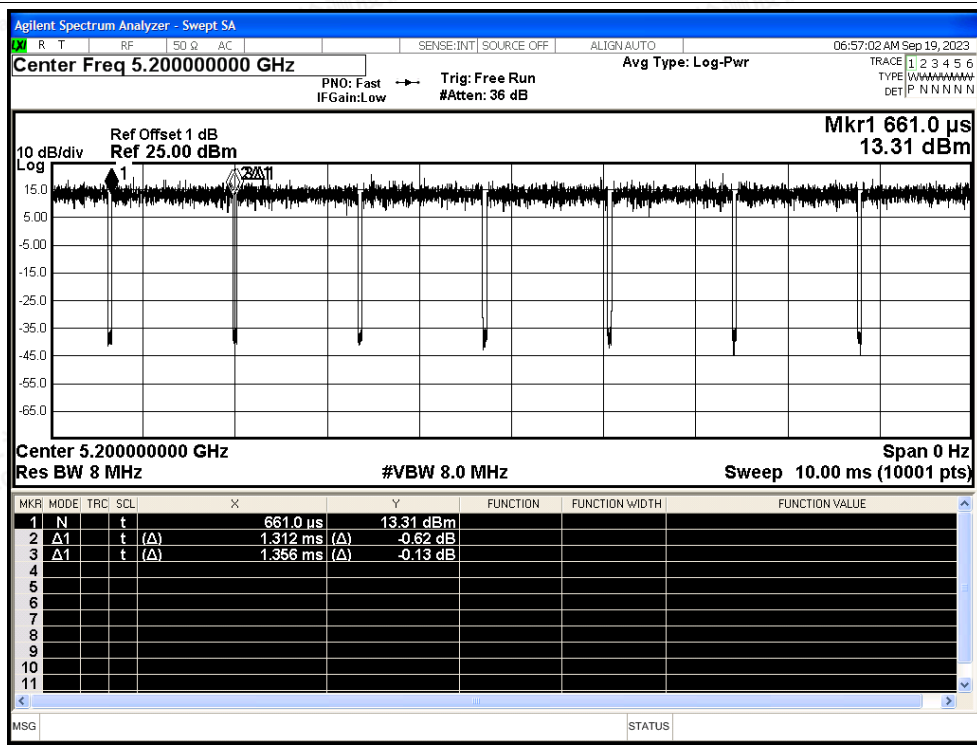 Agilent Spectrum Analyzer - Swept SA
LXI R T RF 50 Ω AC SENSE:INT SOURCE OFF ALIGN AUTO 06:57:02 AM Sep 19, 2023
Center Freq 5.200000000 GHz Avg Type: Log-Pwr TRACE 1 2 3 4 5 6
PNO: Fast Trig: Free Run TYPE WWWWWW
IFGain:Low #Atten: 36 dB DET P N N N N N
Mkr1 661.0 µs
Ref Offset 1 dB
10 dB/div Ref 25.00 dBm 13.31 dBm
Log
1 2Δ1
15.0
5.00
-5.00
-15.0
-25.0
-35.0
-45.0
-55.0
-65.0
Center 5.200000000 GHz Span 0 Hz
Res BW 8 MHz #VBW 8.0 MHz Sweep 10.00 ms (10001 pts)
MKR MODE TRC SCL X Y FUNCTION FUNCTION WIDTH FUNCTION VALUE
1 N t 661.0 µs 13.31 dBm
2 Δ1 t (Δ) 1.312 ms (Δ) -0.62 dB
3 Δ1 t (Δ) 1.356 ms (Δ) -0.13 dB
4
5
6
7
8
9
10
11
MSG STATUS